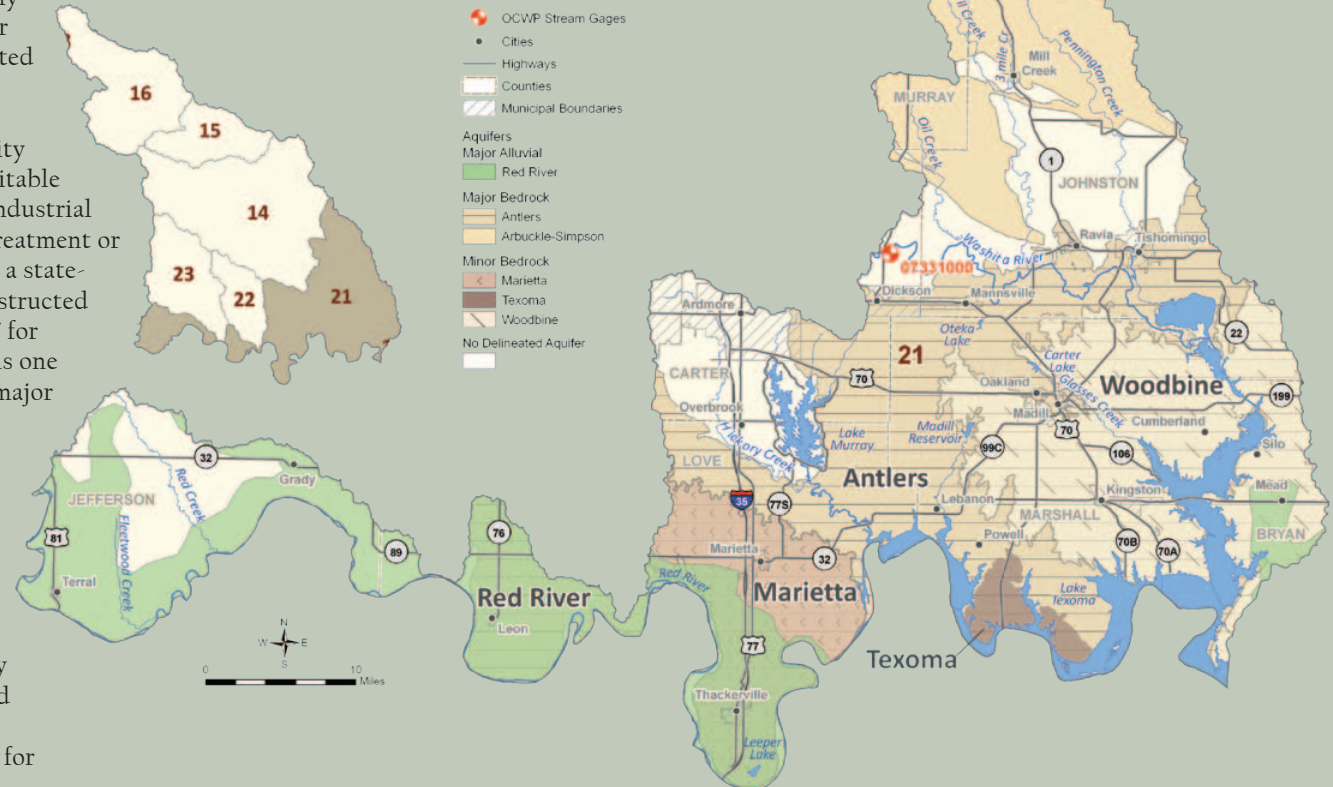 ted
ity
itable
ndustrial
reatment or
a state-
structured
for
s one
major
d
for
16
15
14
23
22
21
OCWP Stream Gages
Cities
Highways
Counties
Municipal Boundaries
Aquifers
Major Alluvial
Red River
Major Bedrock
Antlers
Arbuckle-Simpson
Minor Bedrock
Marietta
Texoma
Woodbine
No Delineated Aquifer
3 mile Cr
Mill
Creek
Pennington Creek
MURRAY
Oil Creek
1
JOHNSTON
Washita River
Ravia
Tishomingo
07331000
Dickson
Mannsville
Ardmore
Oteka
Lake
21
22
CARTER
70
Carter
Lake
Oakland
Glasses Creek
Woodbine
199
Overbrook
Madill
70
Cumberland
Hickory Creek
Lake
Murray
Madill
Reservoir
99C
106
Silo
LOVE
Antlers
Lebanon
Kingston
Mead
35
77S
MARSHALL
BRYAN
Marietta
32
Powell
70B
70A
Red River
Marietta
Lake
Texoma
Texoma
77
Thackerville
Leeper
Lake
32
Grady
JEFFERSON
Red Creek
81
Fleetwood Creek
89
Terral
76
Red River
Leon
N
W
E
S
0
10
Miles